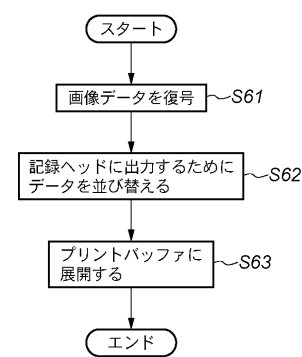 スタート
画像データを復号
S61
記録ヘッドに出力するために
データを並び替える
S62
プリントバッファに
展開する
S63
エンド